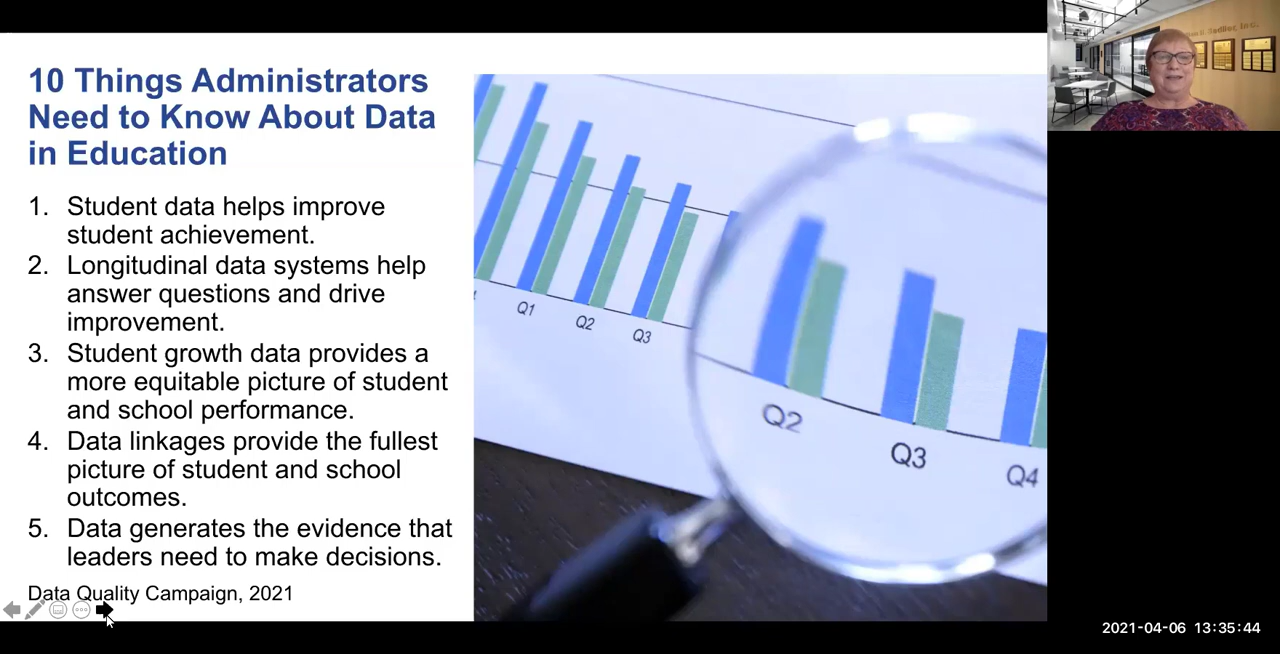 10 Things Administrators
Need to Know About Data
in Education
1. Student data helps improve
student achievement.
2. Longitudinal data systems help
answer questions and drive
improvement.
3. Student growth data provides a
more equitable picture of student
and school performance.
4. Data linkages provide the fullest
picture of student and school
outcomes.
5. Data generates the evidence that
leaders need to make decisions.
Data Quality Campaign, 2021
Q1
Q2
Q3
Q2
Q3
Q4
Inc.
2021-04-06 13:35:44